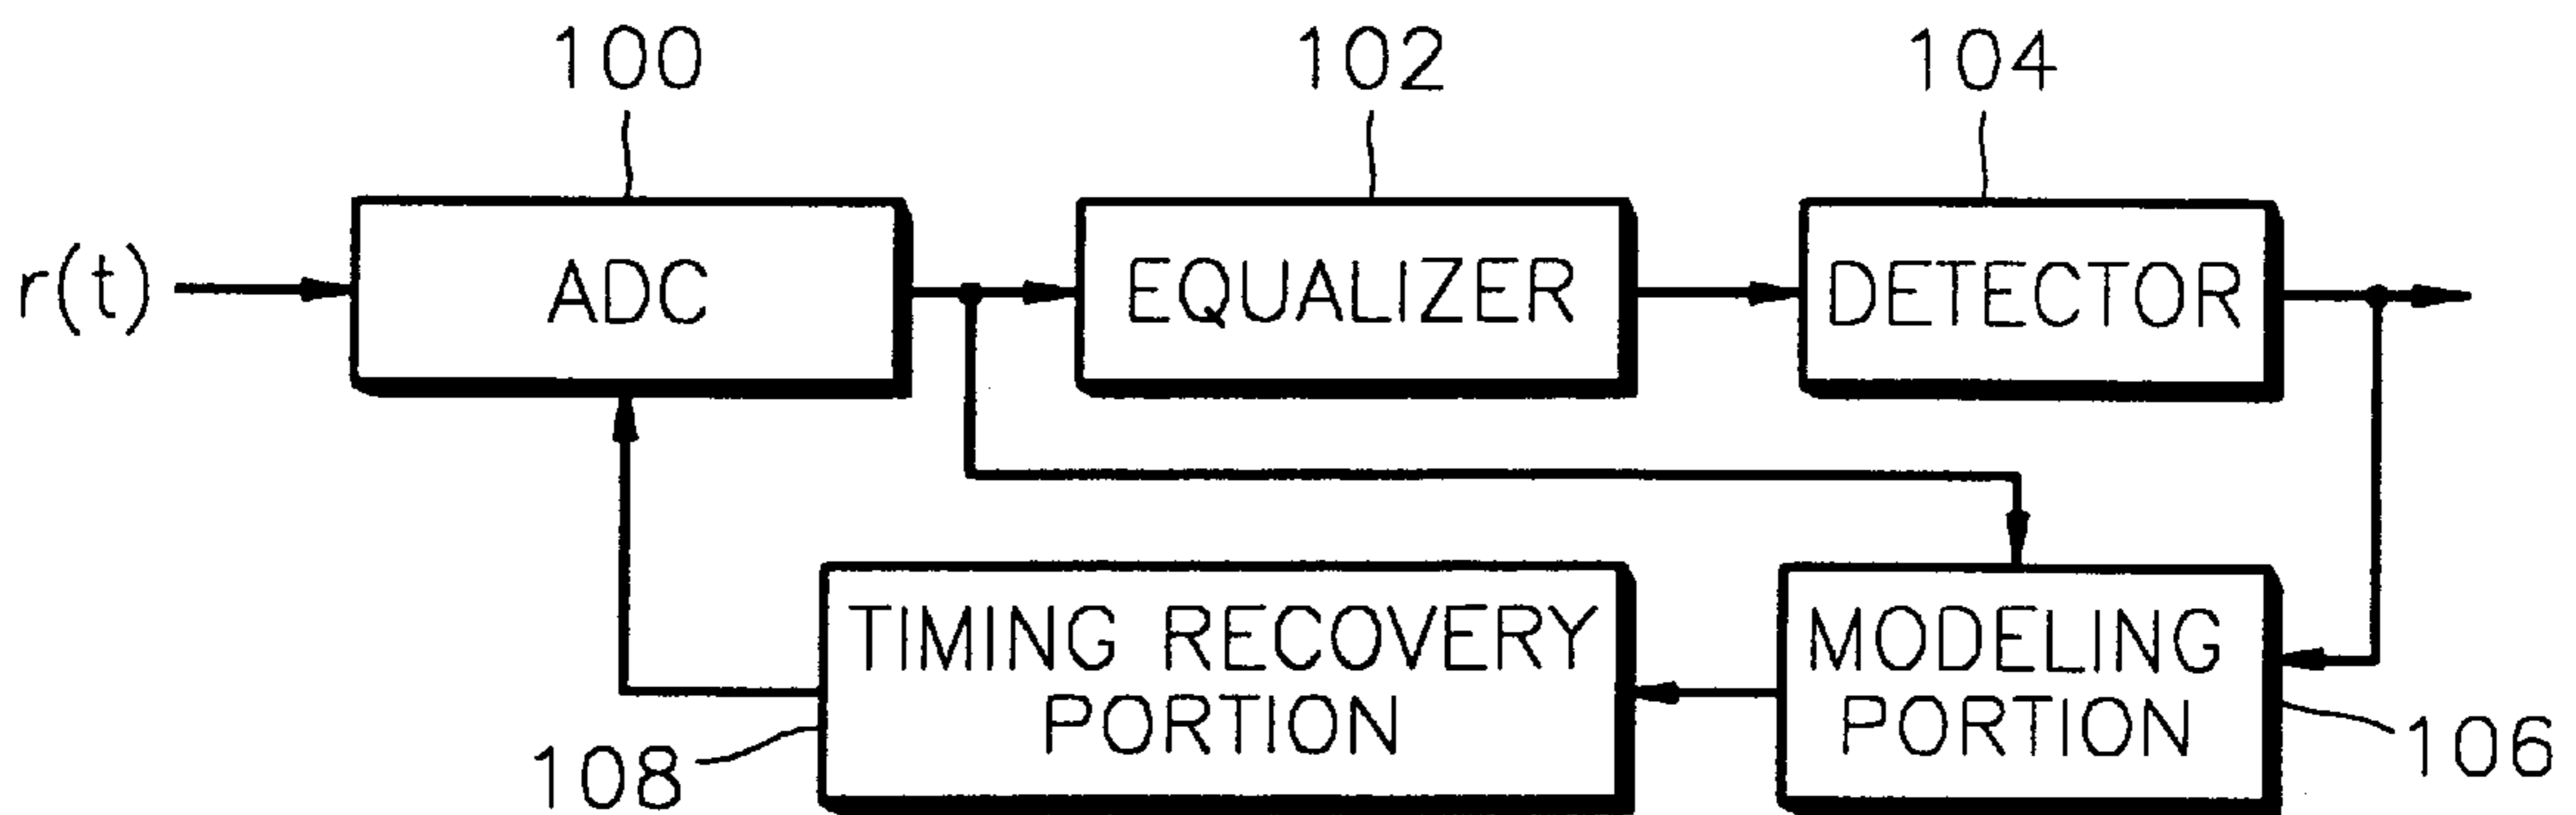 100
102
104
r(t)
ADC
EQUALIZER
DETECTOR
TIMING RECOVERY
PORTION
MODELING
PORTION
108
106